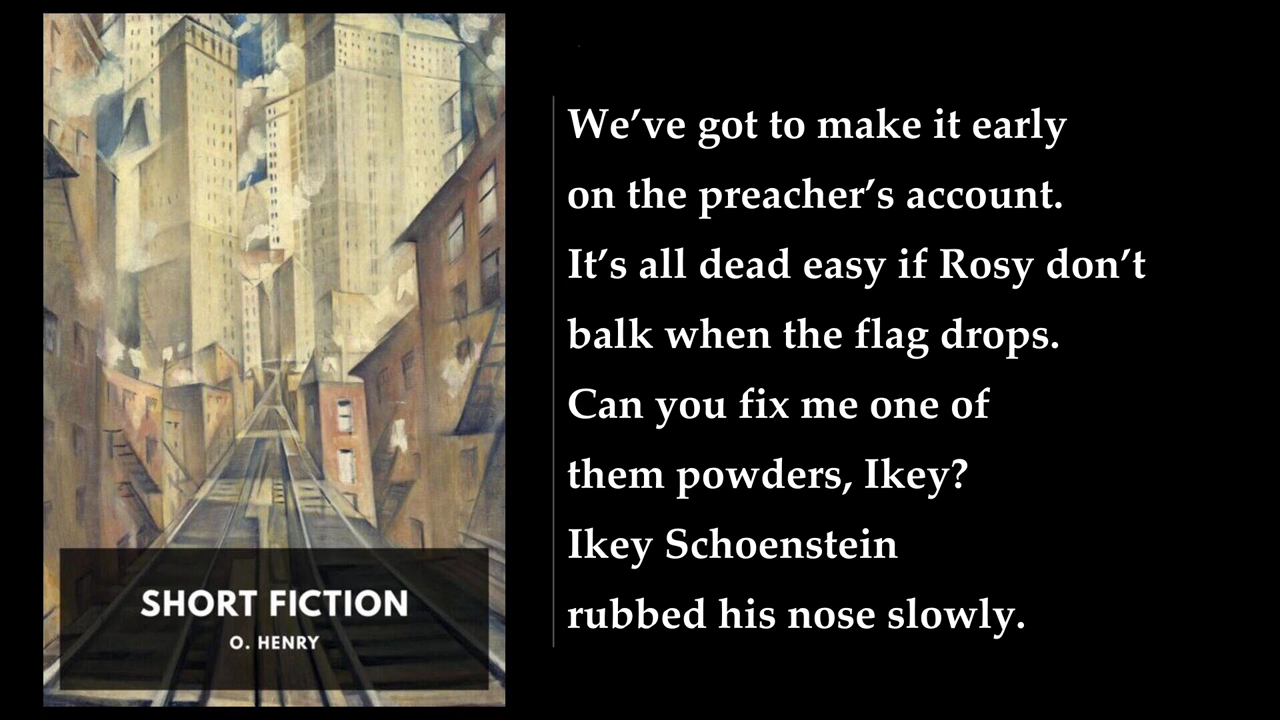 SHORT FICTION
O. HENRY
We’ve got to make it early
on the preacher’s account.
It’s all dead easy if Rosy don’t
balk when the flag drops.
Can you fix me one of
them powders, Ikey?
Ikey Schoenstein
rubbed his nose slowly.